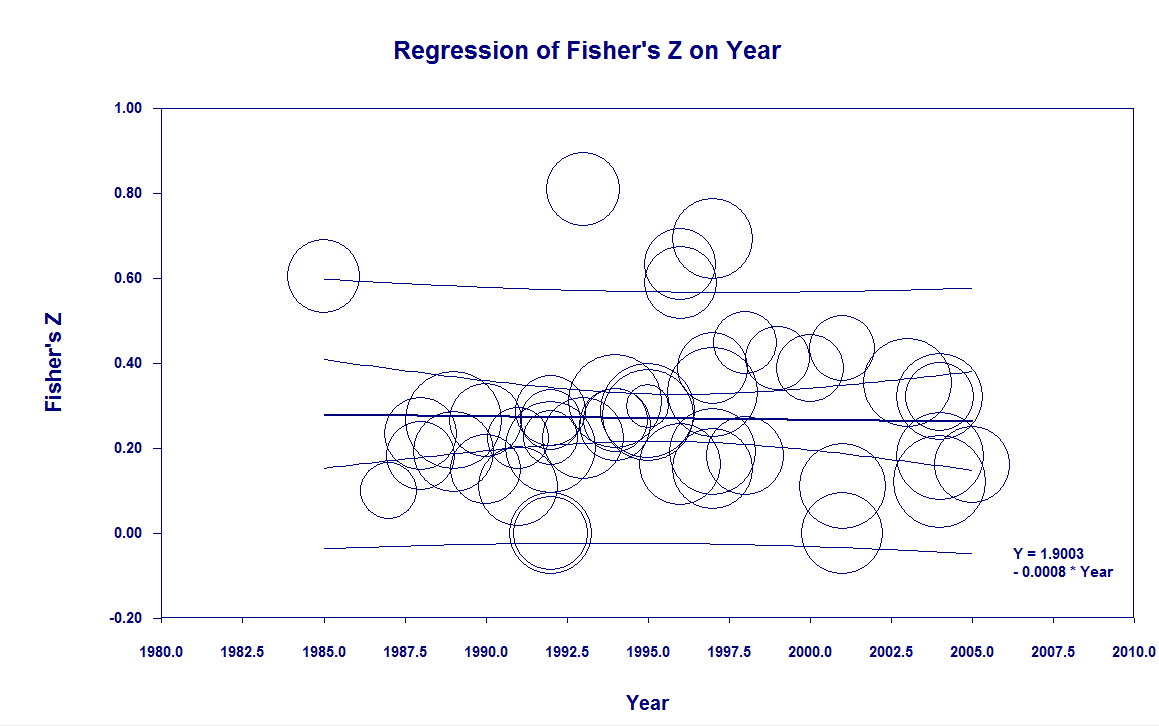 Regression of Fisher's Z on Year
1.00
0.80
0.60
0.40
0.20
0.00
-0.20
Fisher's Z
Y = 1.9003
- 0.0008 * Year
1980.0 1982.5 1985.0 1987.5 1990.0 1992.5 1995.0 1997.5 2000.0 2002.5 2005.0 2007.5 2010.0
Year